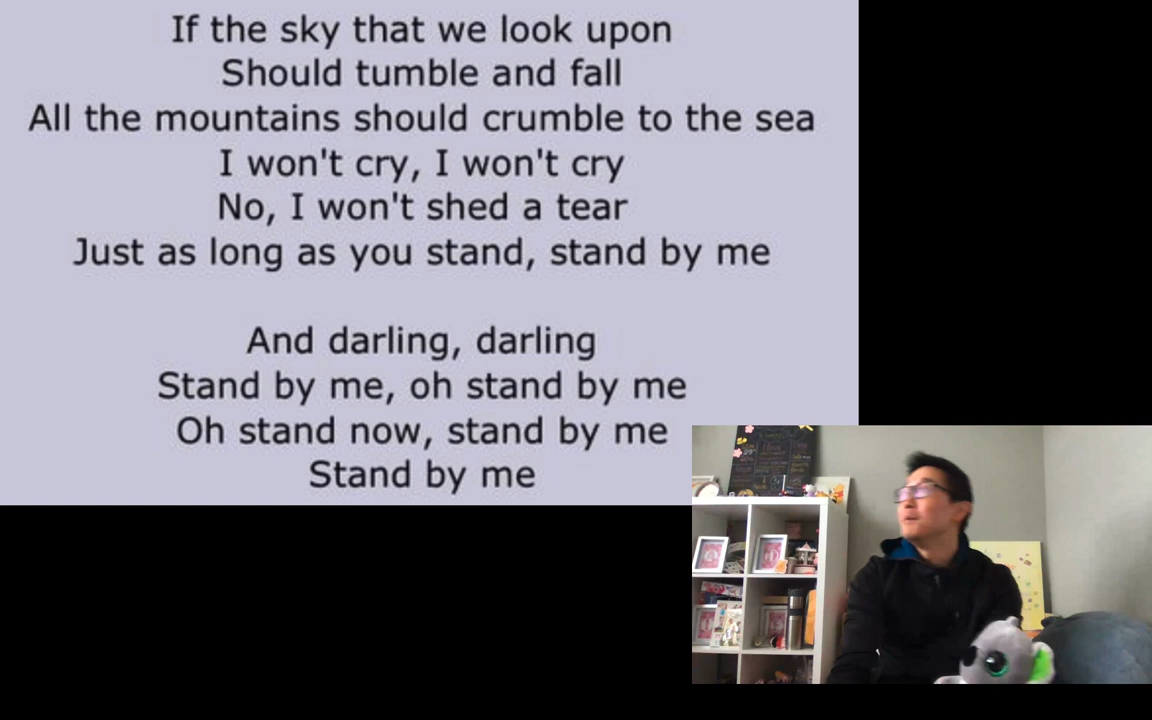 If the sky that we look upon
Should tumble and fall
All the mountains should crumble to the sea
I won't cry, I won't cry
No, I won't shed a tear
Just as long as you stand, stand by me
And darling, darling
Stand by me, oh stand by me
Oh stand now, stand by me
Stand by me